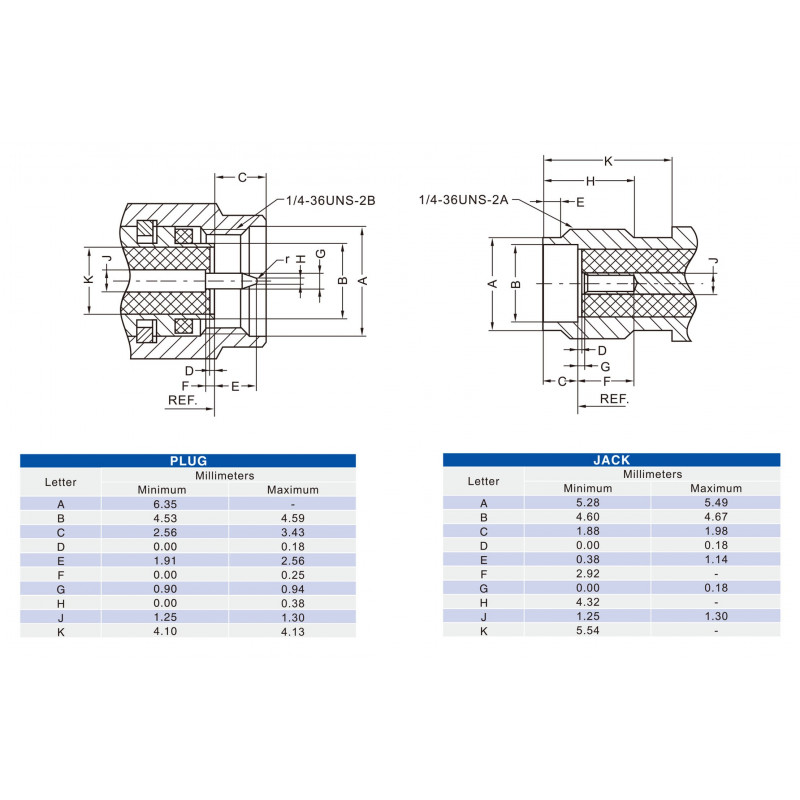 C
1/4-36UNS-2B
K
J
r
H
G
B
A
D
F
E
REF.
K
H
1/4-36UNS-2A
E
A
B
J
D
G
C
F
REF.
PLUG
Letter
Millimeters
Minimum Maximum
A 6.35 -
B 4.53 4.59
C 2.56 3.43
D 0.00 0.18
E 1.91 2.56
F 0.00 0.25
G 0.90 0.94
H 0.00 0.38
J 1.25 1.30
K 4.10 4.13
JACK
Letter
Millimeters
Minimum Maximum
A 5.28 5.49
B 4.60 4.67
C 1.88 1.98
D 0.00 0.18
E 0.38 1.14
F 2.92 -
G 0.00 0.18
H 4.32 -
J 1.25 1.30
K 5.54 -